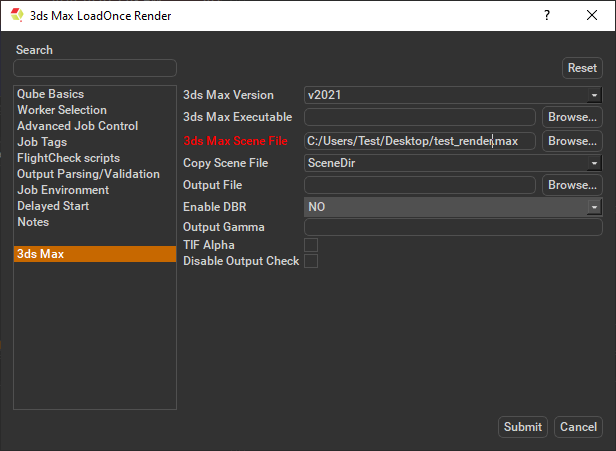 3ds Max LoadOnce Render
Search
Reset
Qube Basics
Worker Selection
Advanced Job Control
Job Tags
FlightCheck scripts
Output Parsing/Validation
Job Environment
Delayed Start
Notes
3ds Max
3ds Max Version v2021
3ds Max Executable Browse...
3ds Max Scene File C:/Users/Test/Desktop/test_render.max Browse...
Copy Scene File SceneDir
Output File Browse...
Enable DBR NO
Output Gamma
TIF Alpha
Disable Output Check
Submit Cancel